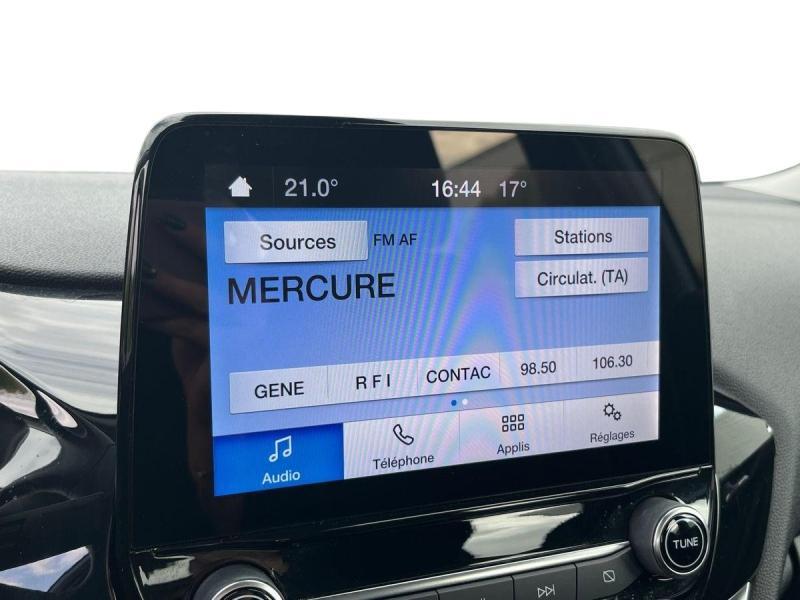 21.0° 16:44 17°
Sources FM AF Stations
MERCURE Circulat. (TA)
GENE R F I CONTAC 98.50 106.30
Audio Téléphone Applis Réglages
TUNE